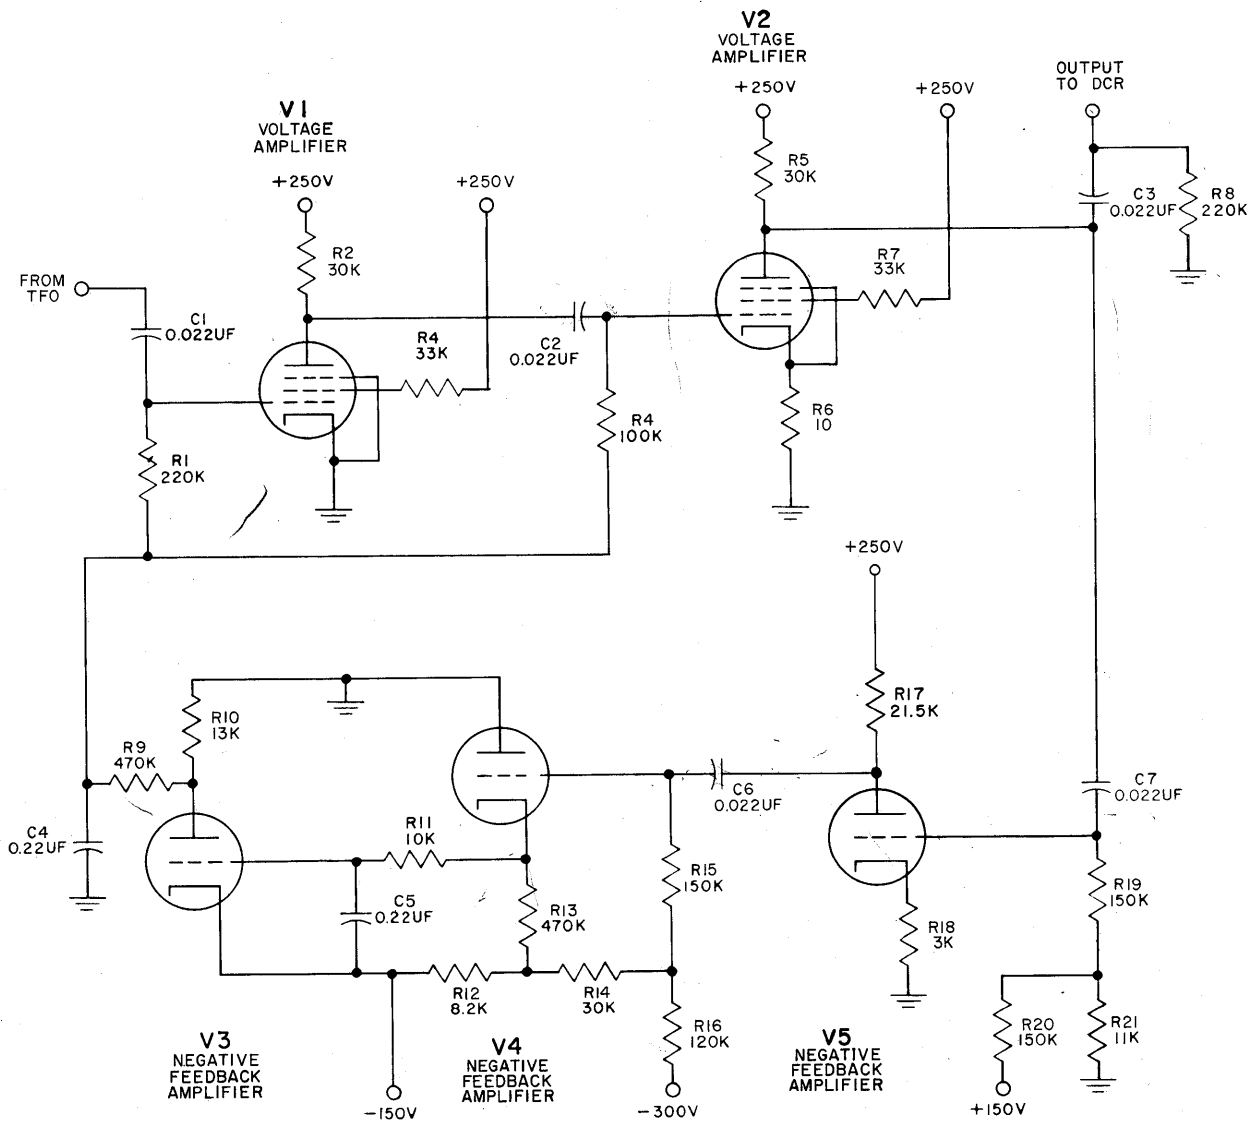 V2
VOLTAGE
AMPLIFIER
+250V
+250V
OUTPUT
TO DCR
V1
VOLTAGE
AMPLIFIER
+250V
+250V
R5
30K
C3
0.022UF
R8
220K
R2
30K
R7
33K
FROM
TFO
C1
0.022UF
R4
33K
C2
0.022UF
R6
10
R4
100K
R1
220K
+250V
R17
21.5K
R10
13K
R9
470K
C6
0.022UF
C7
0.022UF
C4
0.22UF
R11
10K
R15
150K
R19
150K
C5
0.22UF
R13
470K
R18
3K
R12
8.2K
R14
30K
R16
120K
R20
150K
R21
11K
V3
NEGATIVE
FEEDBACK
AMPLIFIER
V4
NEGATIVE
FEEDBACK
AMPLIFIER
V5
NEGATIVE
FEEDBACK
AMPLIFIER
-150V
-300V
+150V